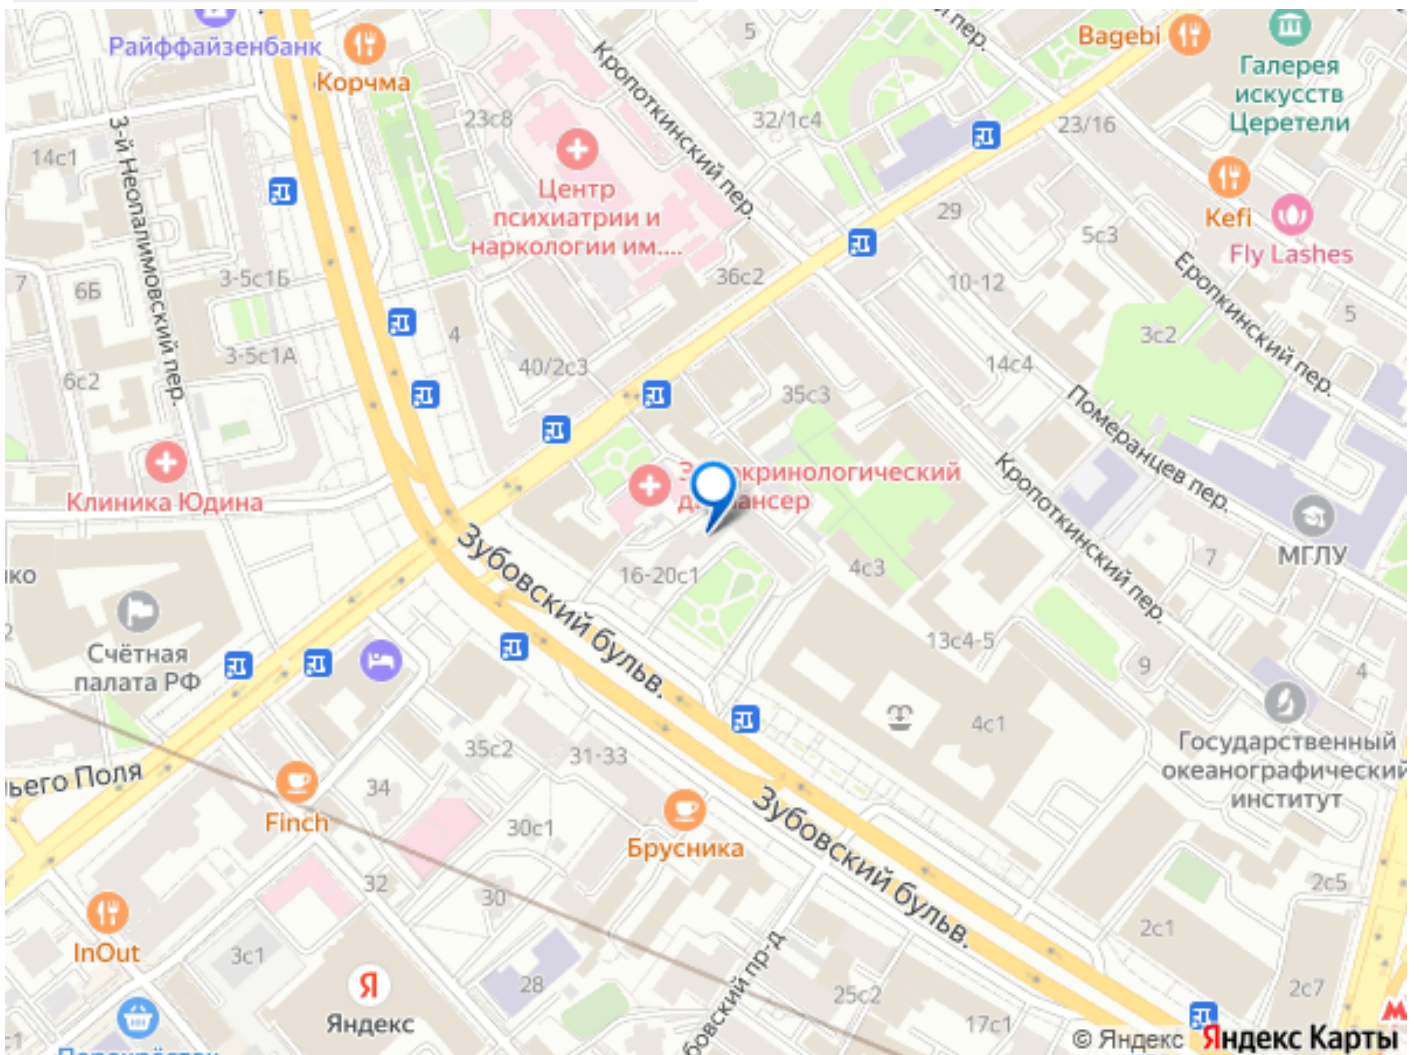 Райффайзенбанк
Корчма
5
пер.
Bagebi
Галерея
искусств
Церетели
23с8
Кропоткинский пер.
32/1с4
23/16
14с1
3-й Неопалимовский пер.
Центр
психиатрии и
наркологии им....
29
Kefi
Fly Lashes
5с3
7
6Б
3-5с1Б
36с2
10-12
Еропкинский пер.
5
3с2
4
3-5с1А
40/2с3
14с4
6с2
35с3
Померанцев пер.
Клиника Юдина
Кропоткинский пер.
МГЛУ
7
Зубовский бульв.
16-20с1
4с3
13с4-5
9
4
Счётная
палата РФ
4с1
Государственный
океанографический
институт
35с2
31-33
34
Finch
30с1
Брусника
Зубовский бульв.
32
30
2с5
InOut
3с1
2с1
28
25с2
2с7
Яндекс
17с1
© Яндекс Яндекс Карты